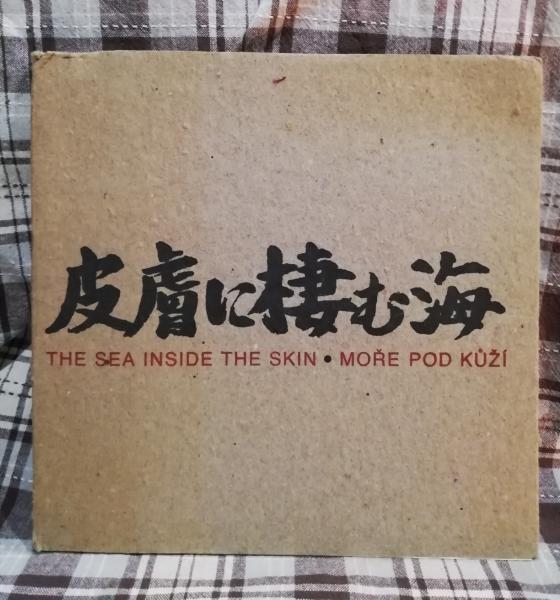 皮膚に棲む海
THE SEA INSIDE THE SKIN • MOŘE POD KŮŽÍ